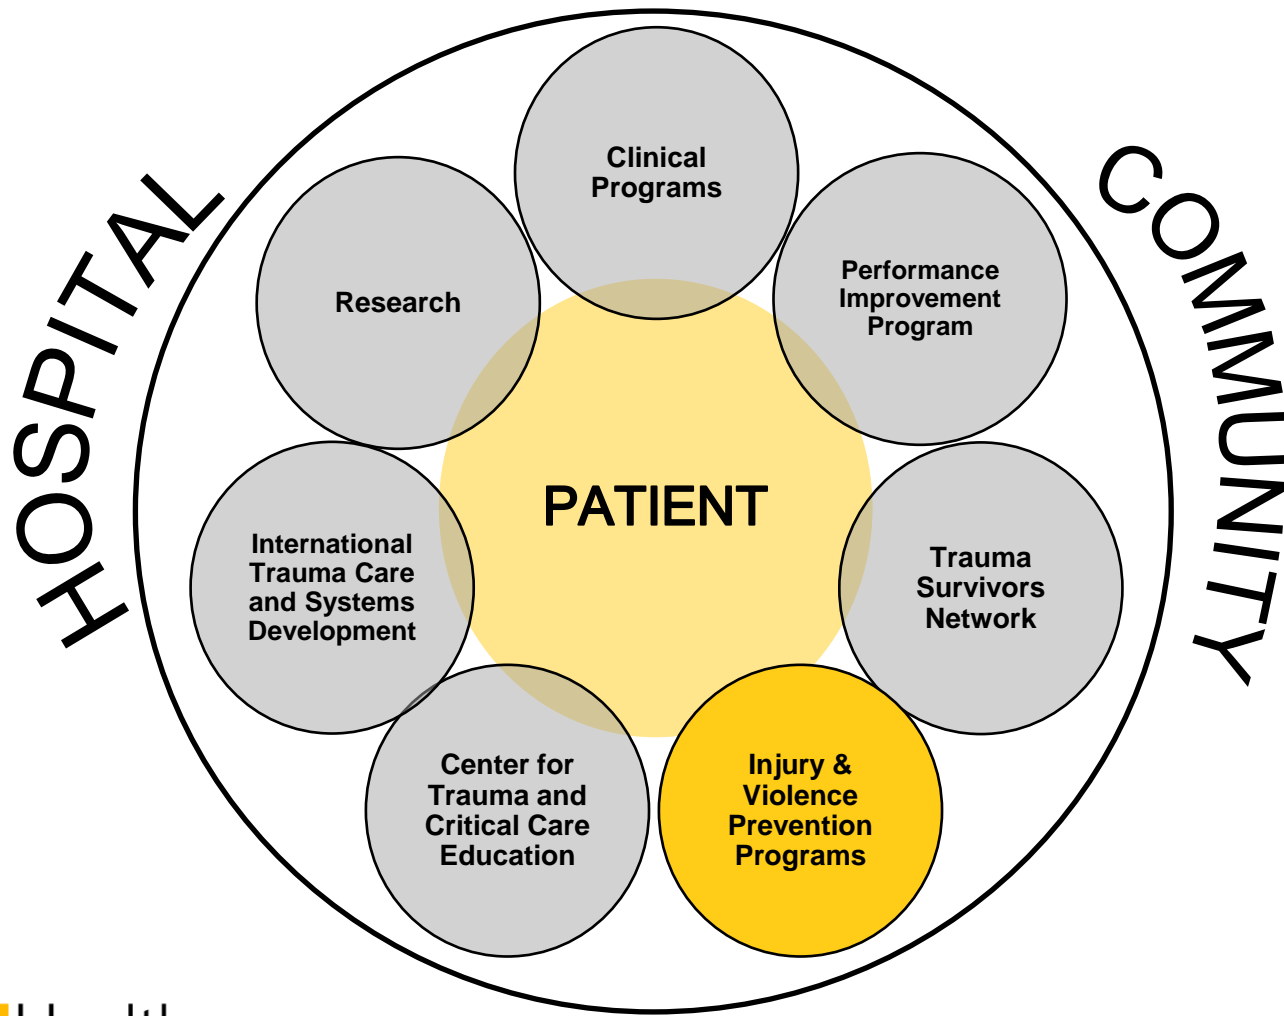 HOSPITAL
COMMUNITY
Clinical
Programs
Research
Performance
Improvement
Program
PATIENT
International
Trauma Care
and Systems
Development
Trauma
Survivors
Network
Center for
Trauma and
Critical Care
Education
Injury &
Violence
Prevention
Programs